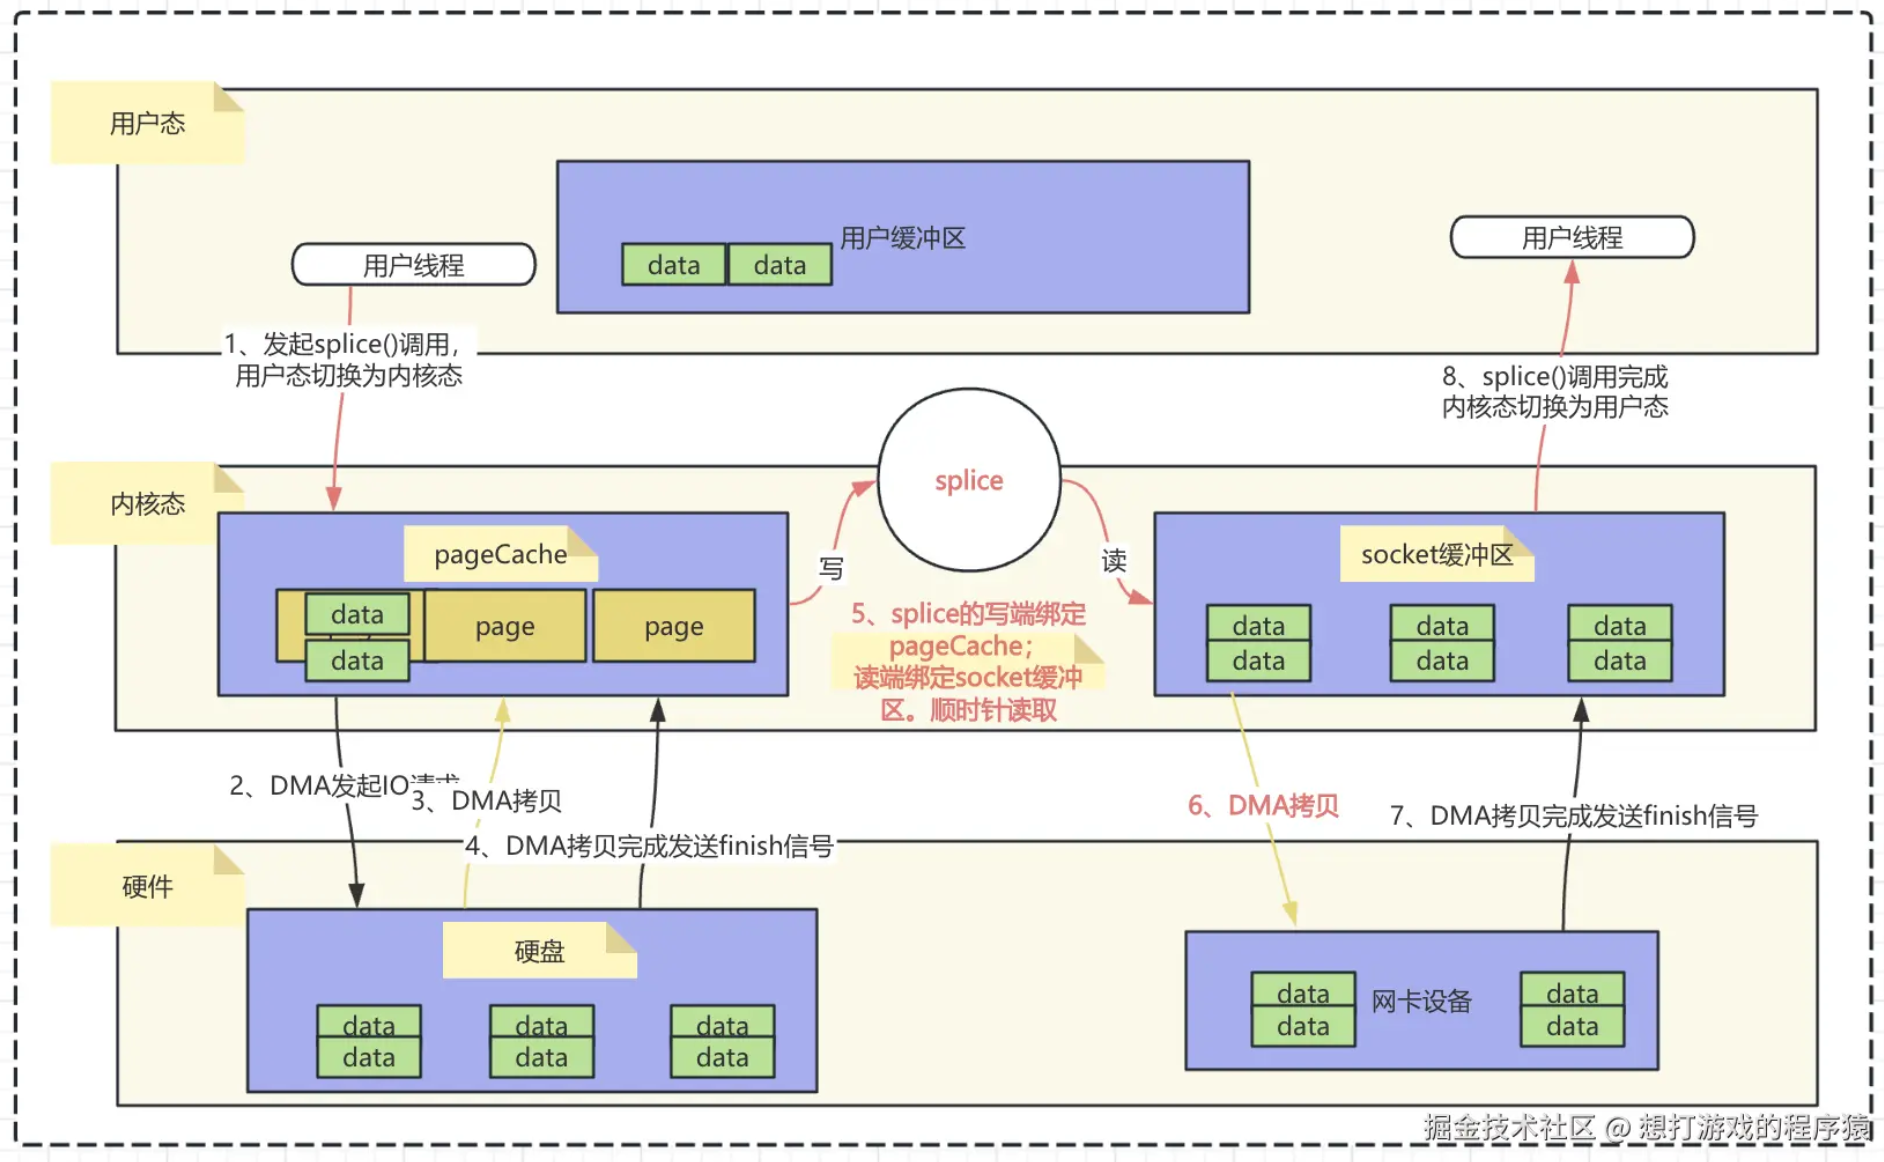 用户态
用户缓冲区
data
data
用户线程
用户线程
1、发起splice()调用，
用户态切换为内核态
8、splice()调用完成
内核态切换为用户态
内核态
splice
写
读
pageCache
data
data
page
page
5、splice的写端绑定
pageCache；
读端绑定socket缓冲
区。顺时针读取
socket缓冲区
data
data
data
data
data
data
2、DMA发起IO请求
3、DMA拷贝
4、DMA拷贝完成发送finish信号
6、DMA拷贝
7、DMA拷贝完成发送finish信号
硬件
硬盘
data
data
data
data
data
data
data
data
网卡设备
data
data
掘金技术社区 @ 想打游戏的程序猿